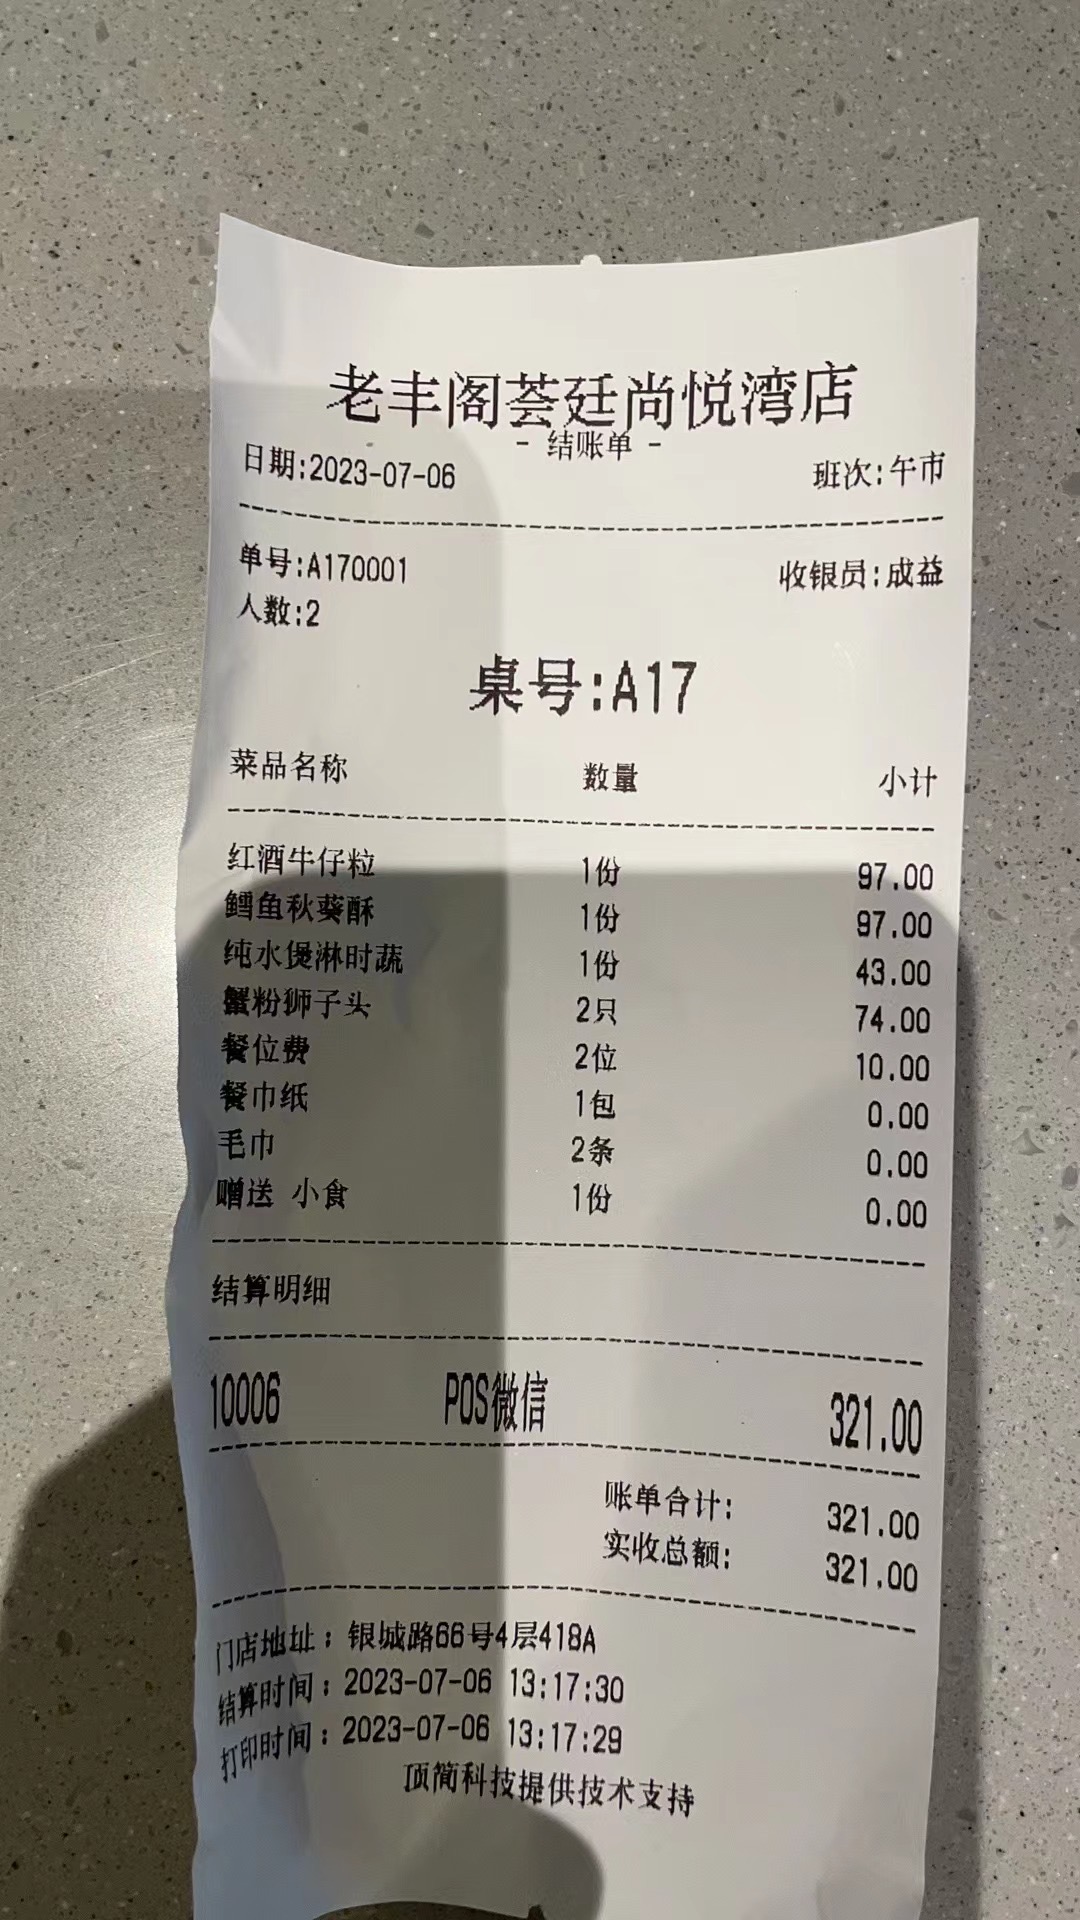 老丰阁荟廷尚悦湾店
- 结账单 -
日期:2023-07-06 班次:午市
单号:A170001 收银员:成益
人数:2
桌号:A17
菜品名称 数量 小计
红酒牛仔粒 1份 97.00
鳕鱼秋葵酥 1份 97.00
纯水煲淋时蔬 1份 43.00
蟹粉狮子头 2只 74.00
餐位费 2位 10.00
餐巾纸 1包 0.00
毛巾 2条 0.00
赠送 小食 1份 0.00
结算明细
10006 POS微信 321.00
账单合计: 321.00
实收总额: 321.00
门店地址：银城路66号4层418A
结算时间：2023-07-06 13:17:30
打印时间：2023-07-06 13:17:29
顶简科技提供技术支持